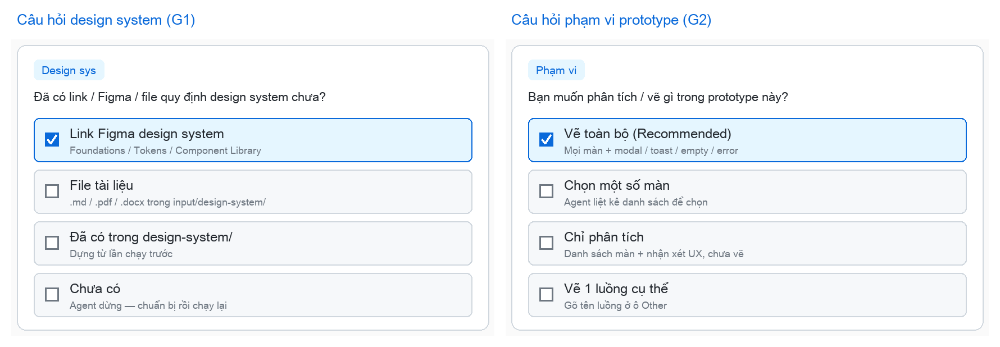 Câu hỏi design system (G1)
Design sys
Đã có link / Figma / file quy định design system chưa?
Link Figma design system
Foundations / Tokens / Component Library
File tài liệu
.md / .pdf / .docx trong input/design-system/
Đã có trong design-system/
Dựng từ lần chạy trước
Chưa có
Agent dừng — chuẩn bị rồi chạy lại
Câu hỏi phạm vi prototype (G2)
Phạm vi
Bạn muốn phân tích / vẽ gì trong prototype này?
Vẽ toàn bộ (Recommended)
Mọi màn + modal / toast / empty / error
Chọn một số màn
Agent liệt kê danh sách để chọn
Chỉ phân tích
Danh sách màn + nhận xét UX, chưa vẽ
Vẽ 1 luồng cụ thể
Gõ tên luồng ở ô Other